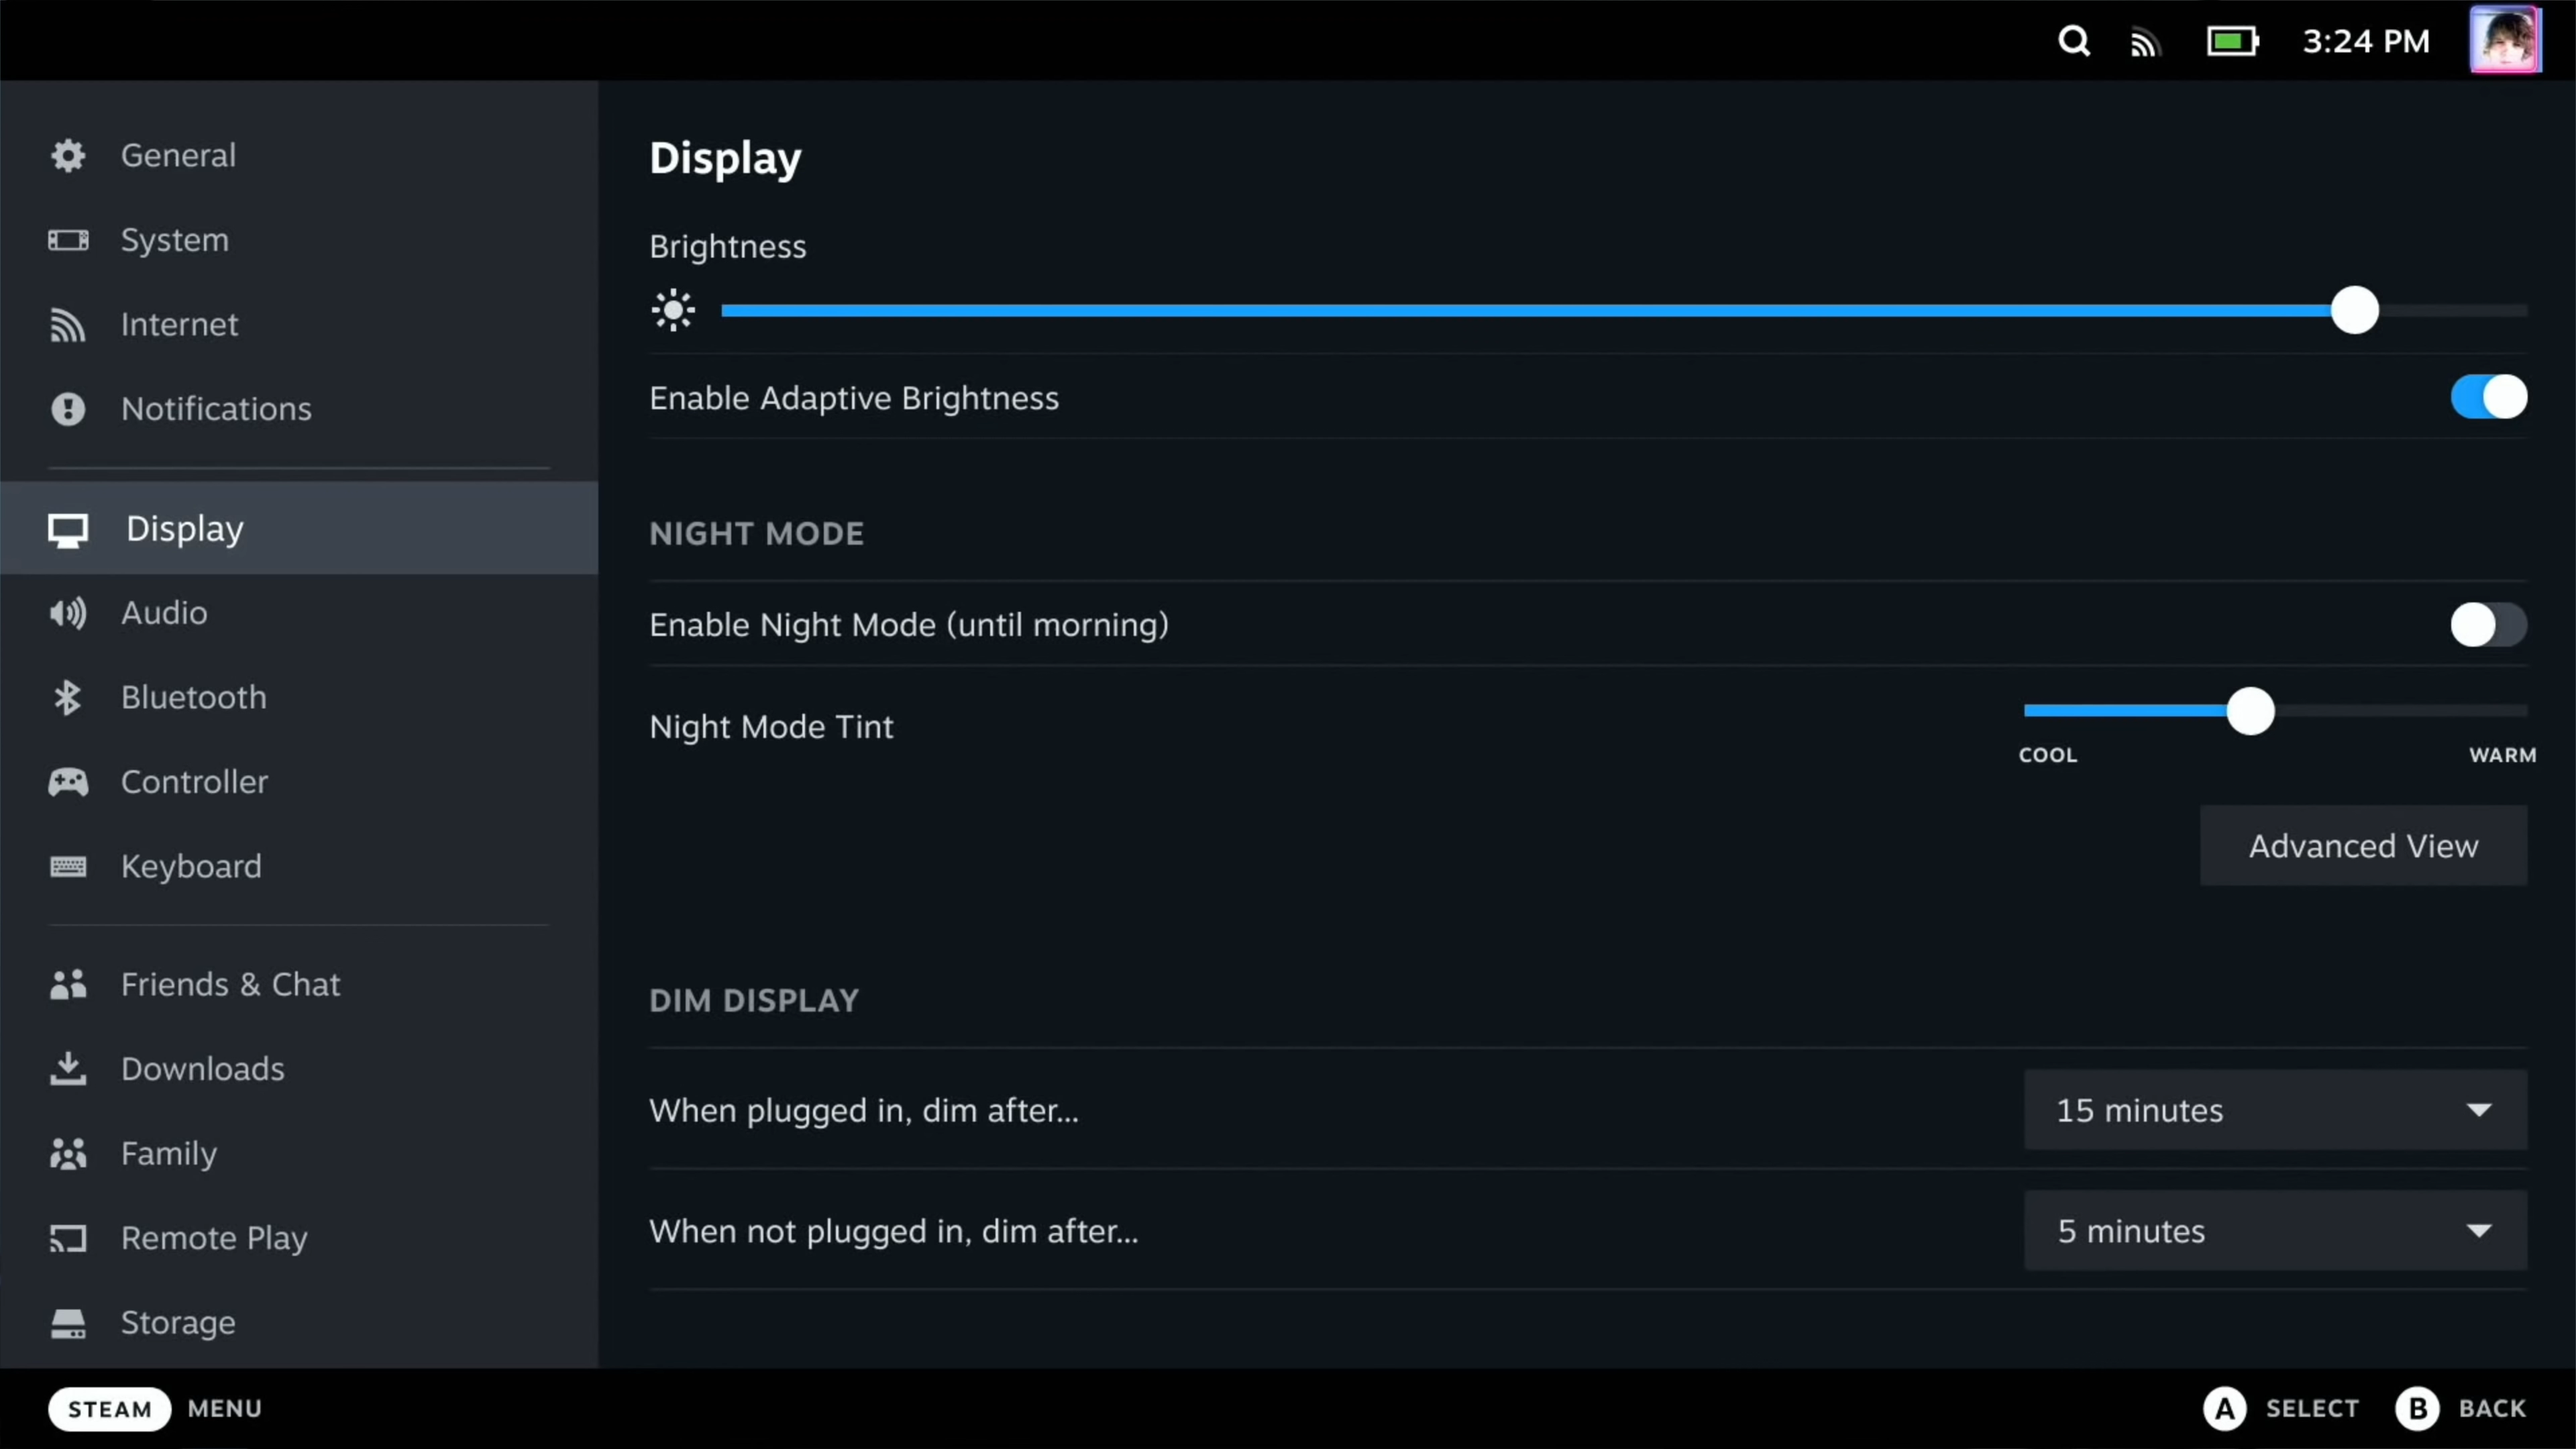 3:24 PM
General
System
Internet
Notifications
Display
Audio
Bluetooth
Controller
Keyboard
Friends & Chat
Downloads
Family
Remote Play
Storage
Display
Brightness
Enable Adaptive Brightness
NIGHT MODE
Enable Night Mode (until morning)
Night Mode Tint
COOL WARM
Advanced View
DIM DISPLAY
When plugged in, dim after... 15 minutes
When not plugged in, dim after... 5 minutes
STEAM MENU A SELECT B BACK